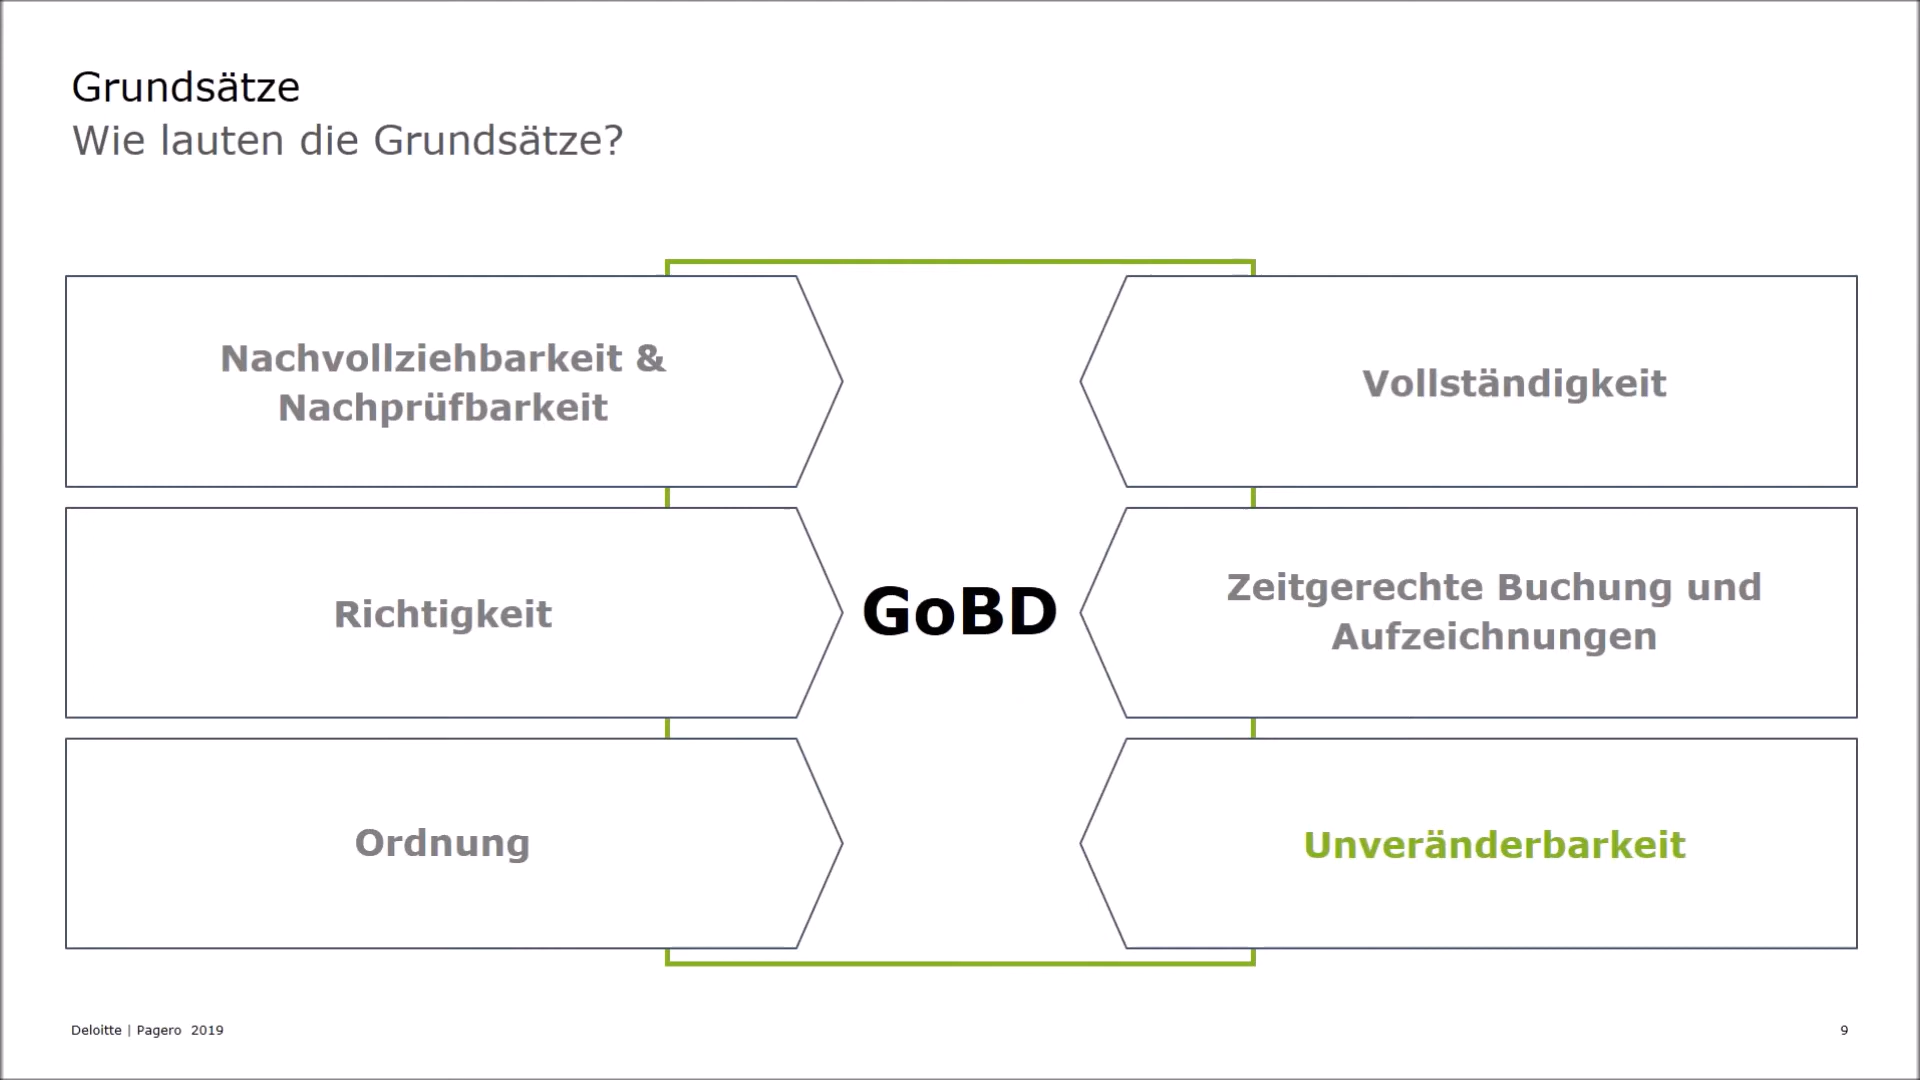 Grundsätze
Wie lauten die Grundsätze?
Nachvollziehbarkeit &
Nachprüfbarkeit
Vollständigkeit
Richtigkeit
GoBD
Zeitgerechte Buchung und
Aufzeichnungen
Ordnung
Unveränderbarkeit
Deloitte | Pagero 2019
9